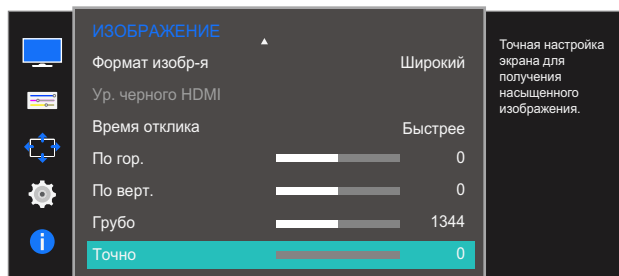 ИЗОБРАЖЕНИЕ
Формат изобр-я Широкий
Ур. черного HDMI
Время отклика Быстрее
По гор. 0
По верт. 0
Грубо 1344
Точно 0
Точная настройка
экрана для
получения
насыщенного
изображения.